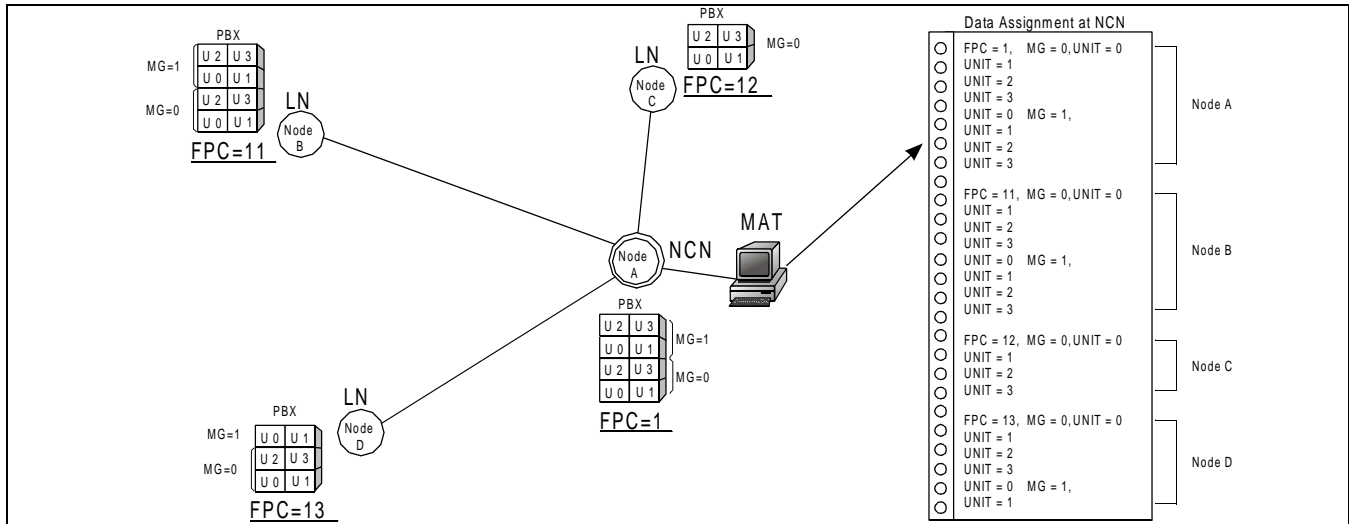 PBX
MG=1
U 2 U 3
U 0 U 1
MG=0
U 2 U 3
U 0 U 1
FPC=11
LN
Node
B
PBX
U 2 U 3
U 0 U 1
MG=0
LN
Node
C
FPC=12
Node
A
NCN
MAT
PBX
U 2 U 3
U 0 U 1
MG=1
U 2 U 3
U 0 U 1
MG=0
FPC=1
LN
Node
D
PBX
MG=1
U 0 U 1
MG=0
U 2 U 3
U 0 U 1
FPC=13
Data Assignment at NCN
FPC = 1, MG = 0,UNIT = 0
UNIT = 1
UNIT = 2
UNIT = 3
UNIT = 0 MG = 1,
UNIT = 1
UNIT = 2
UNIT = 3
Node A
FPC = 11, MG = 0,UNIT = 0
UNIT = 1
UNIT = 2
UNIT = 3
UNIT = 0 MG = 1,
UNIT = 1
UNIT = 2
UNIT = 3
Node B
FPC = 12, MG = 0,UNIT = 0
UNIT = 1
UNIT = 2
UNIT = 3
Node C
FPC = 13, MG = 0,UNIT = 0
UNIT = 1
UNIT = 2
UNIT = 3
UNIT = 0 MG = 1,
UNIT = 1
Node D